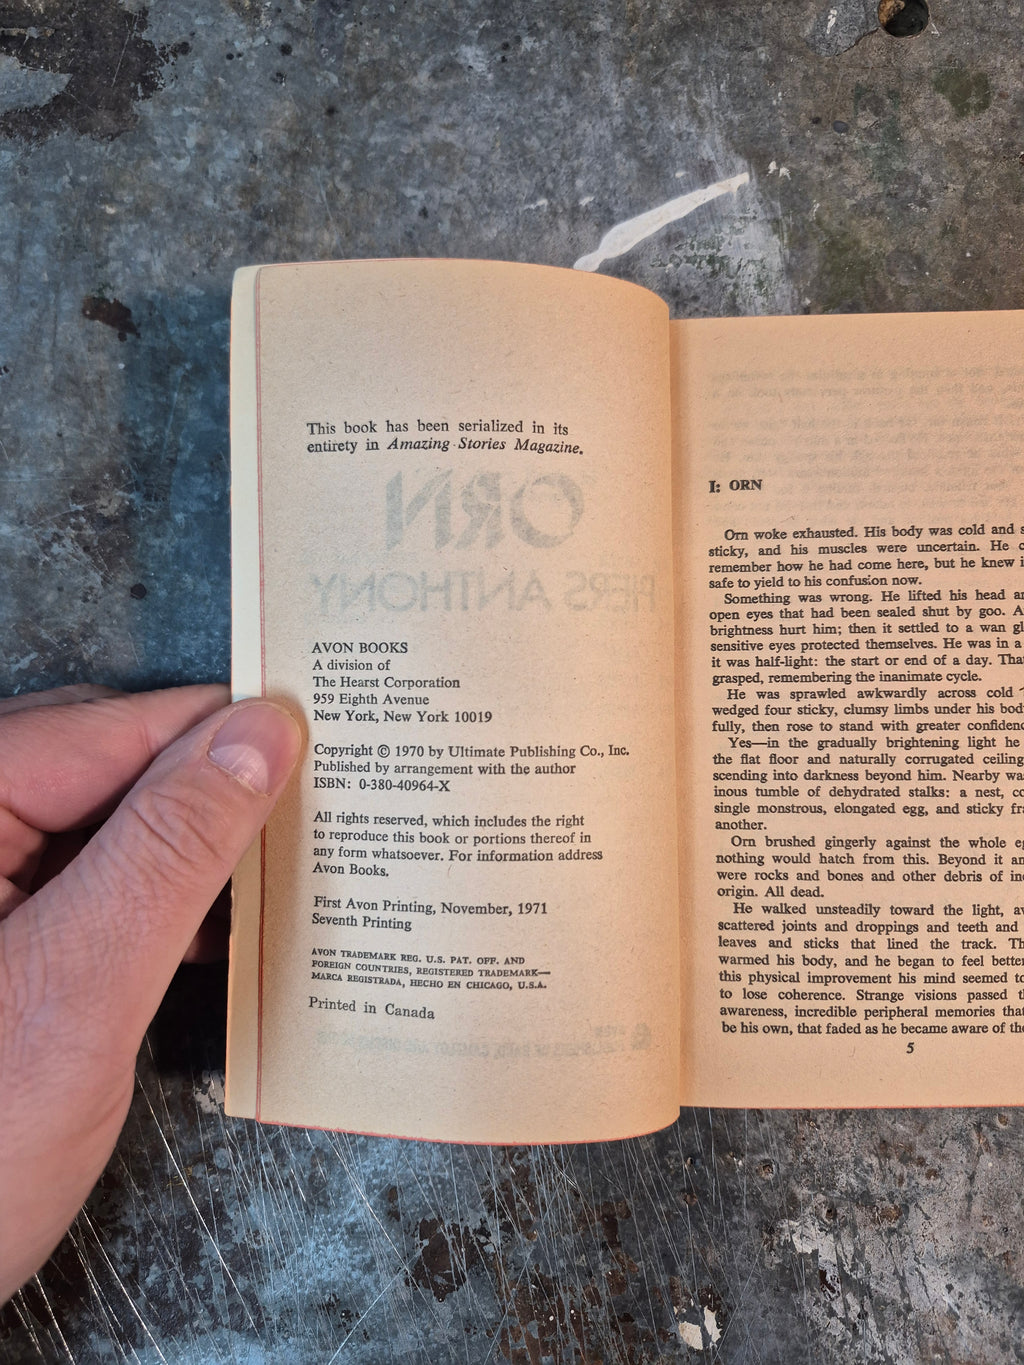 This book has been serialized in its
entirety in Amazing Stories Magazine.
ORN
PIERS ANTHONY
AVON BOOKS
A division of
The Hearst Corporation
959 Eighth Avenue
New York, New York 10019
Copyright © 1970 by Ultimate Publishing Co., Inc.
Published by arrangement with the author
ISBN: 0-380-40964-X
All rights reserved, which includes the right
to reproduce this book or portions thereof in
any form whatsoever. For information address
Avon Books.
First Avon Printing, November, 1971
Seventh Printing
AVON TRADEMARK REG. U.S. PAT. OFF. AND
FOREIGN COUNTRIES, REGISTERED TRADEMARK—
MARCA REGISTRADA, HECHO EN CHICAGO, U.S.A.
Printed in Canada
I: ORN
Orn woke exhausted. His body was cold and
sticky, and his muscles were uncertain. He
remember how he had come here, but he knew
safe to yield to his confusion now.
Something was wrong. He lifted his head
open eyes that had been sealed shut by goo.
brightness hurt him; then it settled to a wan
sensitive eyes protected themselves. He was in a
it was half-light: the start or end of a day.
grasped, remembering the inanimate cycle.
He was sprawled awkwardly across cold
wedged four sticky, clumsy limbs under his
fully, then rose to stand with greater
Yes—in the gradually brightening light he
the flat floor and naturally corrugated ceiling
scending into darkness beyond him. Nearby
inous tumble of dehydrated stalks: a nest,
single monstrous, elongated egg, and sticky
another.
Orn brushed gingerly against the whole
nothing would hatch from this. Beyond it
were rocks and bones and other debris of
origin. All dead.
He walked unsteadily toward the light,
scattered joints and droppings and teeth and
leaves and sticks that lined the track.
warmed his body, and he began to feel
this physical improvement his mind seemed
to lose coherence. Strange visions passed
awareness, incredible peripheral memories
be his own, that faded as he became aware of
5